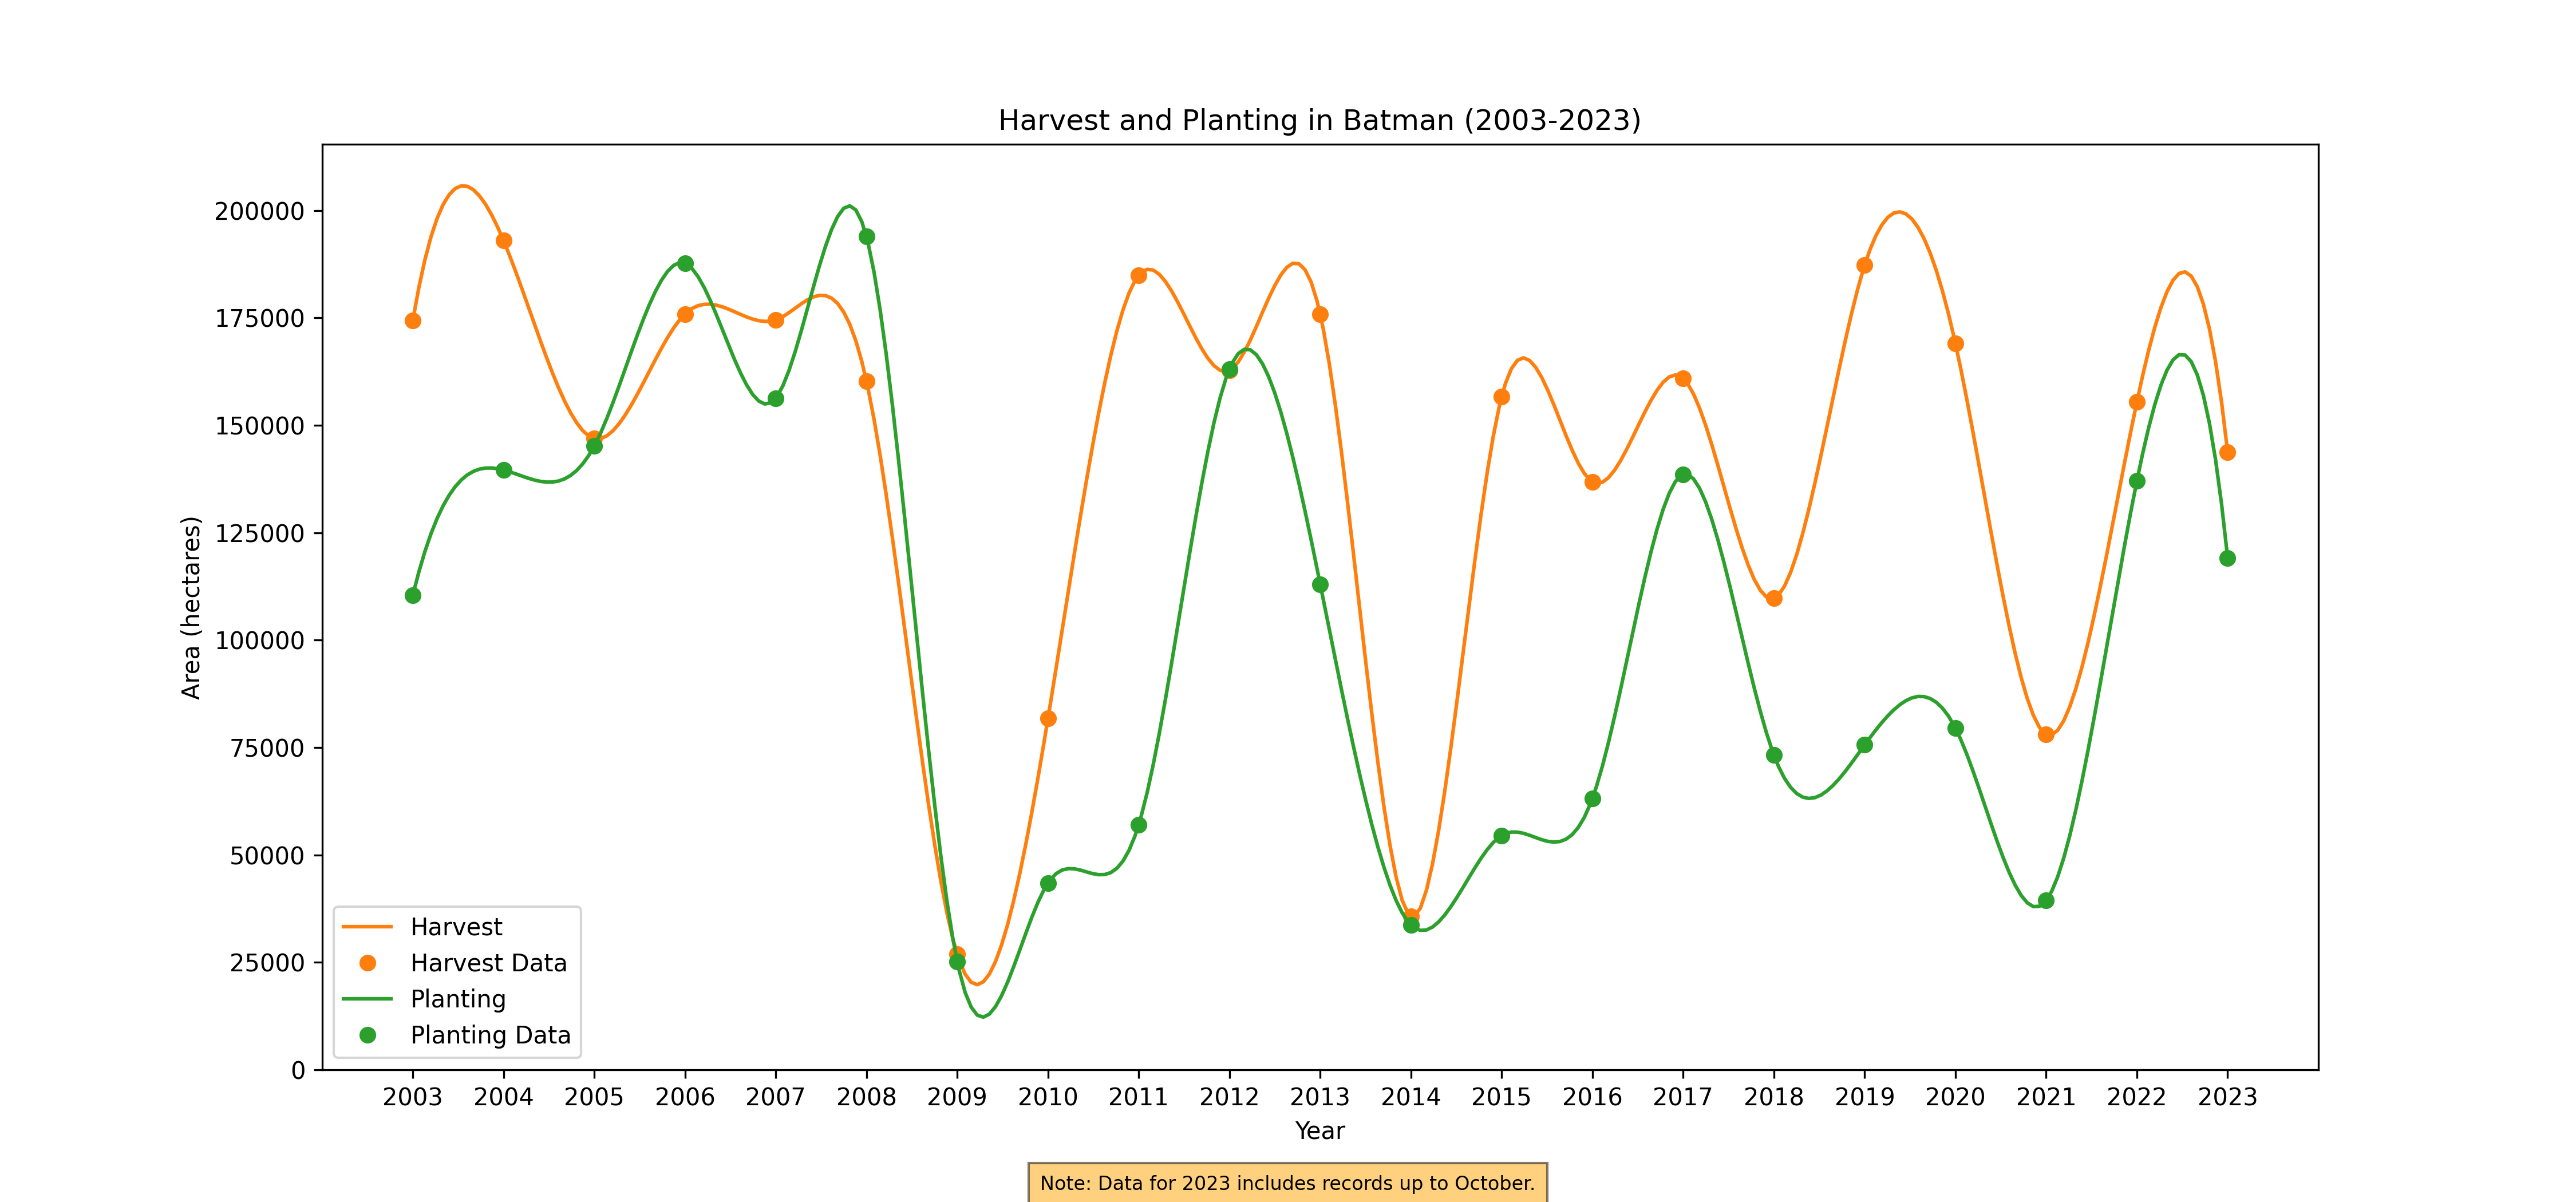 Harvest and Planting in Batman (2003-2023)
Area (hectares)
200000
175000
150000
125000
100000
75000
50000
25000
0
Harvest
Harvest Data
Planting
Planting Data
2003 2004 2005 2006 2007 2008 2009 2010 2011 2012 2013 2014 2015 2016 2017 2018 2019 2020 2021 2022 2023
Year
Note: Data for 2023 includes records up to October.